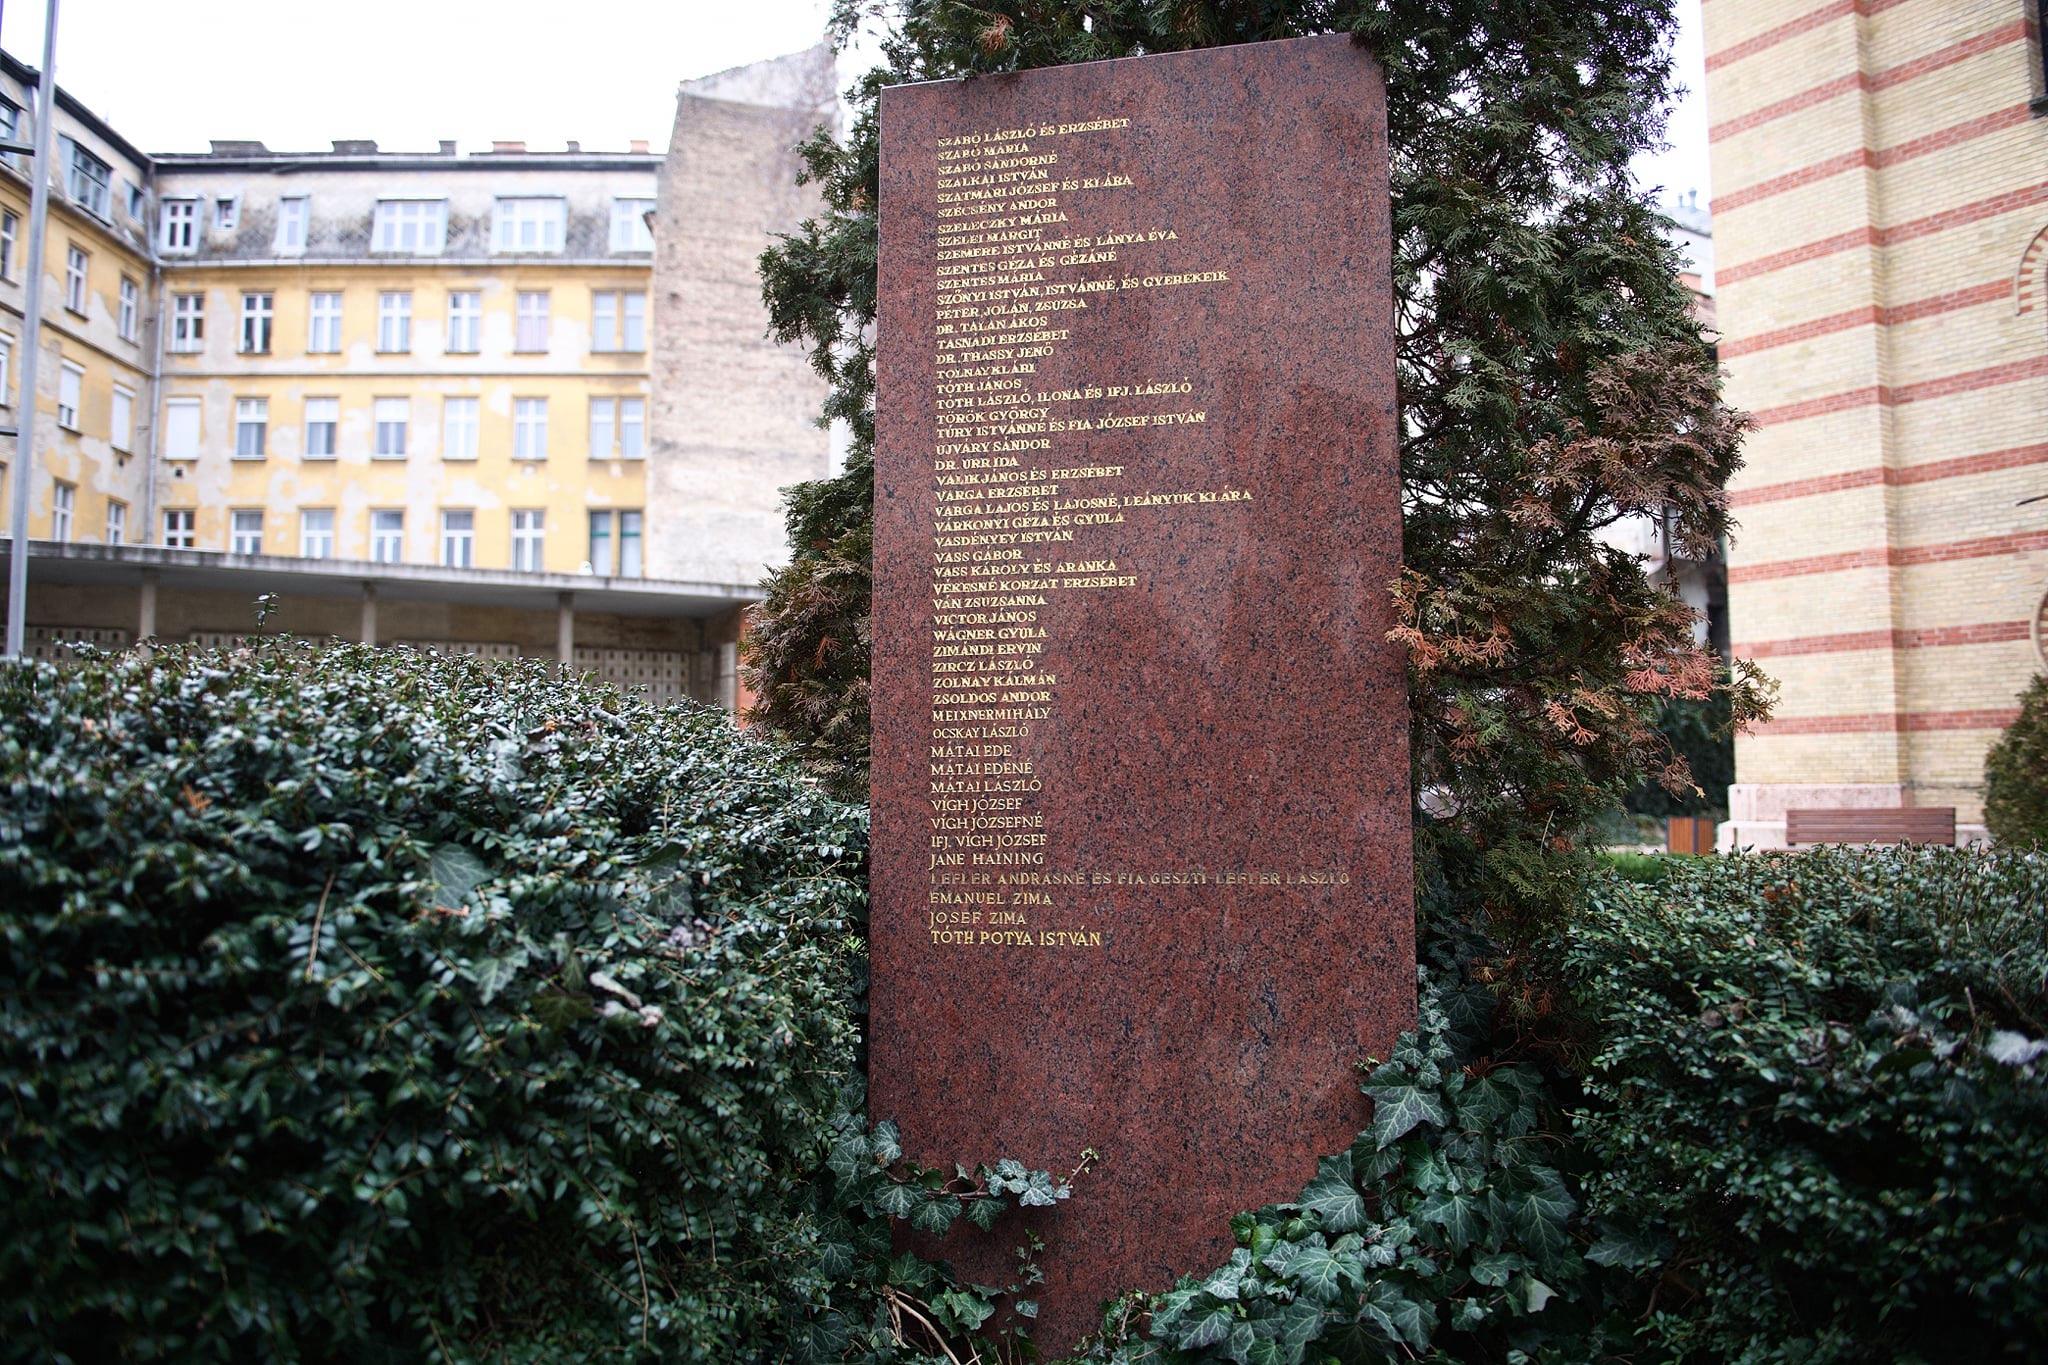 SZABÓ LÁSZLÓ ÉS ERZSÉBET
SZABÓ MÁRIA
SZABÓ SÁNDORNÉ
SZALKAI ISTVÁN
SZATMÁRI JÓZSEF ÉS KLÁRA
SZÉCSÉNY ANDOR
SZELECZKY MÁRIA
SZELEI MARGIT
SZEMERE ISTVÁNNÉ ÉS LÁNYA ÉVA
SZENTES GÉZA ÉS GÉZÁNÉ
SZENTES MÁRIA
SZŐNYI ISTVÁN, ISTVÁNNÉ, ÉS GYEREKEIK
PÉTER, JOLÁN, ZSUZSA
DR. TALÁN ÁKOS
TASNÁDI ERZSÉBET
DR. THASSY JENŐ
TOLNAY KLÁRI
TÓTH JÁNOS
TÓTH LÁSZLÓ, ILONA ÉS IFJ. LÁSZLÓ
TÖRÖK GYÖRGY
TÚRY ISTVÁNNÉ ÉS FIA JÓZSEF ISTVÁN
ÚJVÁRY SÁNDOR
DR. URR IDA
VALIK JÁNOS ÉS ERZSÉBET
VARGA ERZSÉBET
VARGA LAJOS ÉS LAJOSNÉ, LEÁNYUK KLÁRA
VÁRKONYI GÉZA ÉS GYULA
VASDÉNYEY ISTVÁN
VASS GÁBOR
VASS KÁROLY ÉS ARANKA
VÉKESNÉ KORZÁT ERZSÉBET
VÁN ZSUZSANNA
VICTOR JÁNOS
WÁGNER GYULA
ZIMÁNDI ERVIN
ZIRCZ LÁSZLÓ
ZOLNAY KÁLMÁN
ZSOLDOS ANDOR
MEIXNER MIHÁLY
OCSKAY LÁSZLÓ
MÁTAI EDE
MÁTAI EDÉNÉ
MÁTAI LÁSZLÓ
VÍGH JÓZSEF
VÍGH JÓZSEFNÉ
IFJ. VÍGH JÓZSEF
JANE HAINING
LEFLER ANDRÁSNÉ ÉS FIA GESZTI-LEFLER LÁSZLÓ
EMANUEL ZIMA
JOSEF ZIMA
TÓTH POTYA ISTVÁN